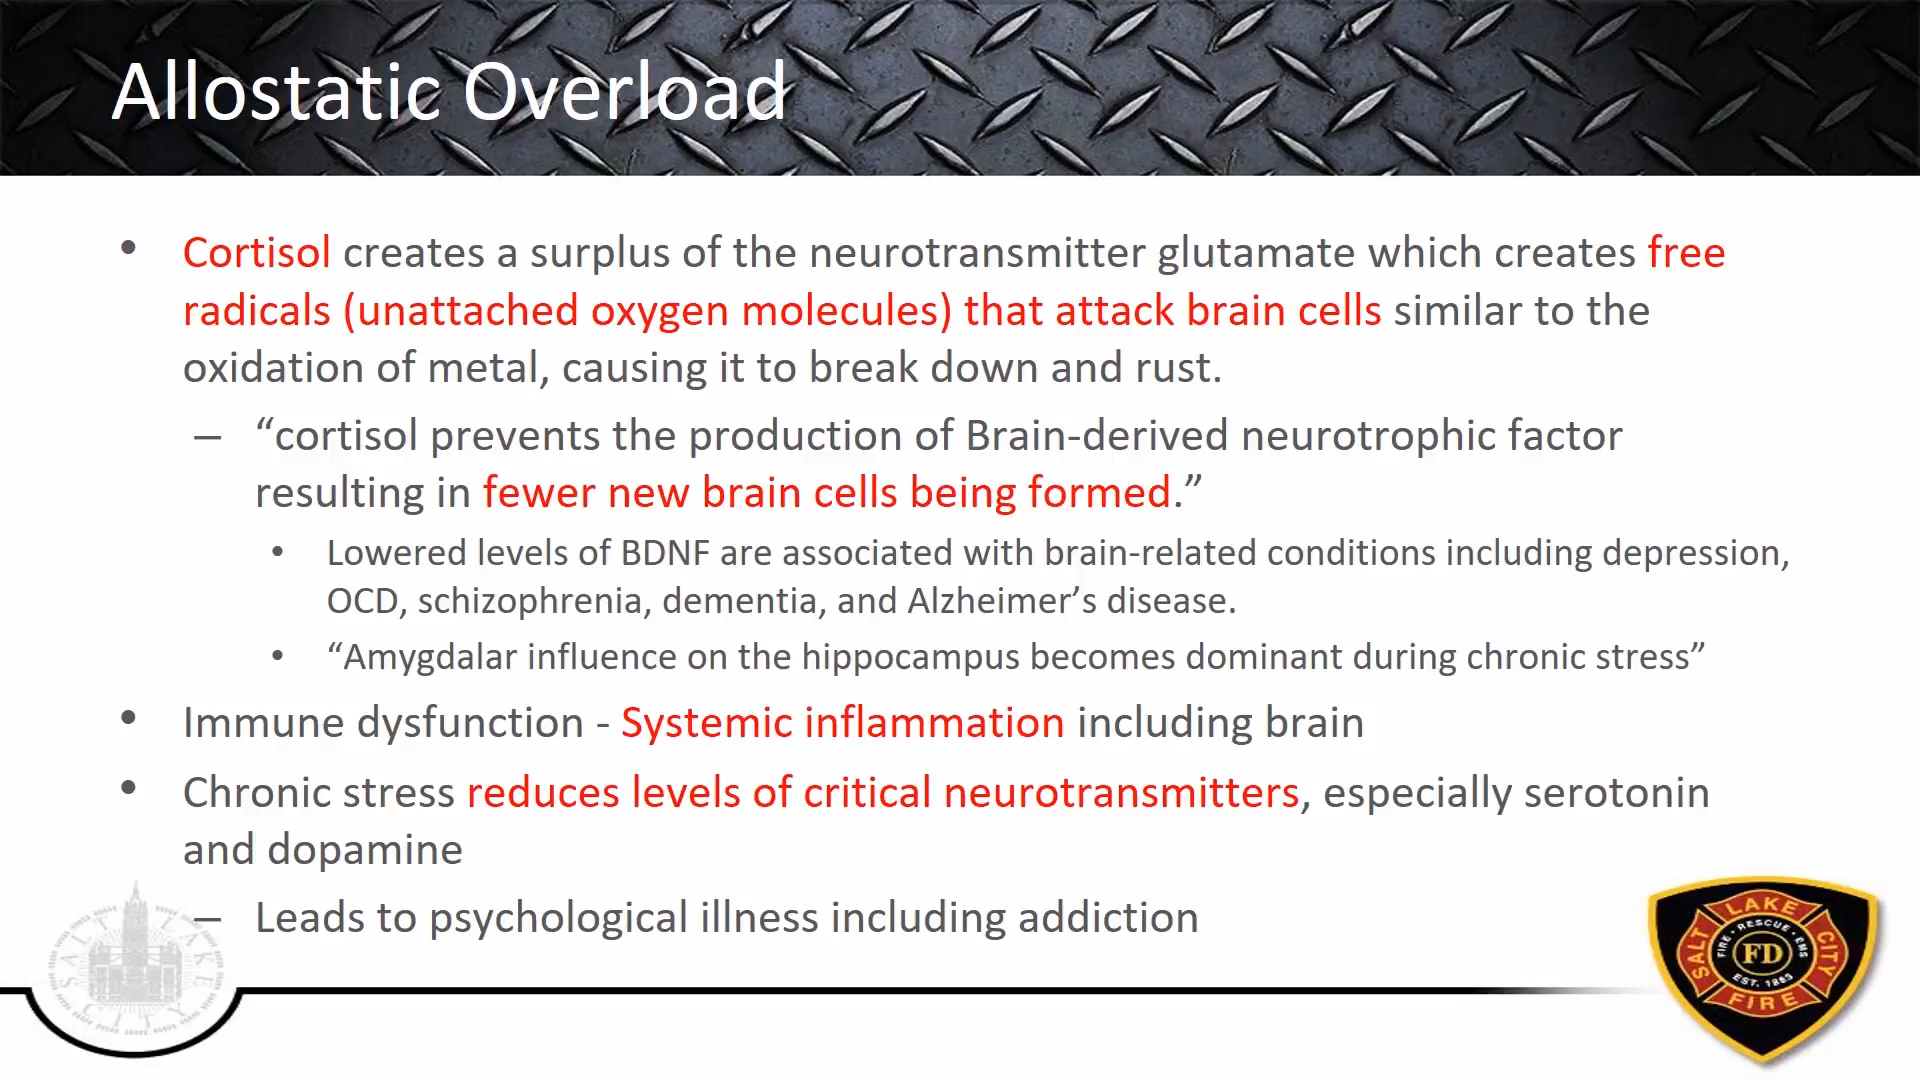 Allostatic Overload
• Cortisol creates a surplus of the neurotransmitter glutamate which creates free
radicals (unattached oxygen molecules) that attack brain cells similar to the
oxidation of metal, causing it to break down and rust.
– “cortisol prevents the production of Brain-derived neurotrophic factor
resulting in fewer new brain cells being formed.”
• Lowered levels of BDNF are associated with brain-related conditions including depression,
OCD, schizophrenia, dementia, and Alzheimer’s disease.
• “Amygdalar influence on the hippocampus becomes dominant during chronic stress”
• Immune dysfunction - Systemic inflammation including brain
• Chronic stress reduces levels of critical neurotransmitters, especially serotonin
and dopamine
– Leads to psychological illness including addiction
SALT LAKE CITY
SALT LAKE CITY FIRE
FIRE • RESCUE • EMS
FD
EST. 1883